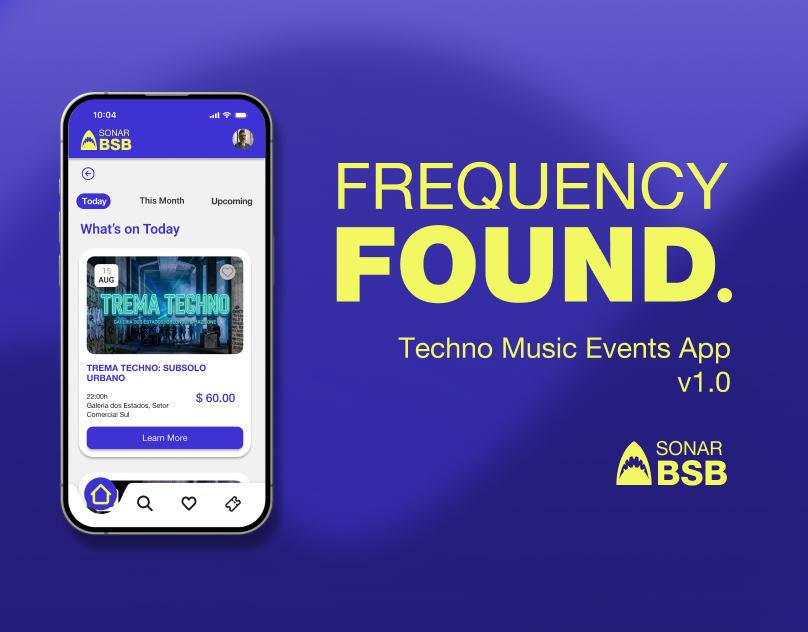 10:04
SONAR
BSB
Today
This Month
Upcoming
What's on Today
15
AUG
TREMA TECHNO
TREMA TECHNO: SUBSOLO
URBANO
22:00h
Galeria dos Estados, Setor
Comercial Sul
$ 60.00
Learn More
FREQUENCY
FOUND.
Techno Music Events App
v1.0
SONAR
BSB